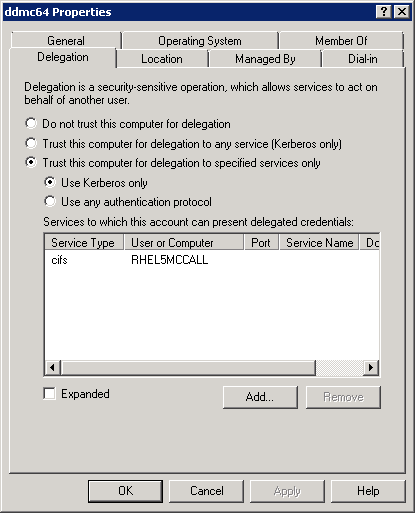 ddmc64 Properties
General Operating System Member Of
Delegation Location Managed By Dial-in
Delegation is a security-sensitive operation, which allows services to act on
behalf of another user.
Do not trust this computer for delegation
Trust this computer for delegation to any service (Kerberos only)
Trust this computer for delegation to specified services only
Use Kerberos only
Use any authentication protocol
Services to which this account can present delegated credentials:
Service Type User or Computer Port Service Name Do
cifs RHEL5MCCALL
Expanded Add... Remove
OK Cancel Apply Help